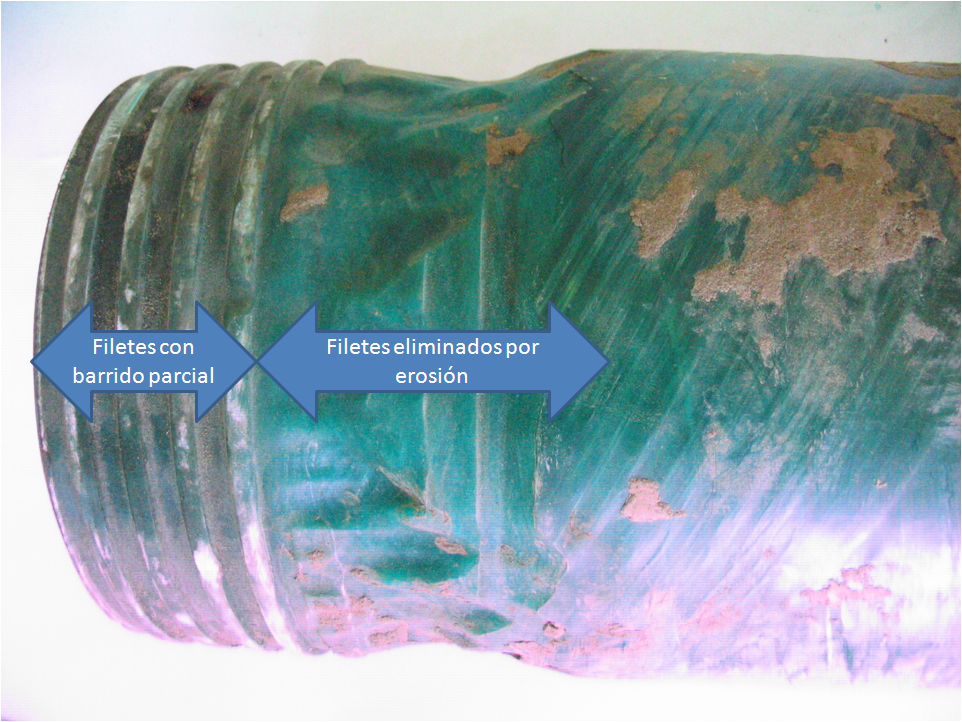 Filetes con
barrido parcial
Filetes eliminados por
erosión